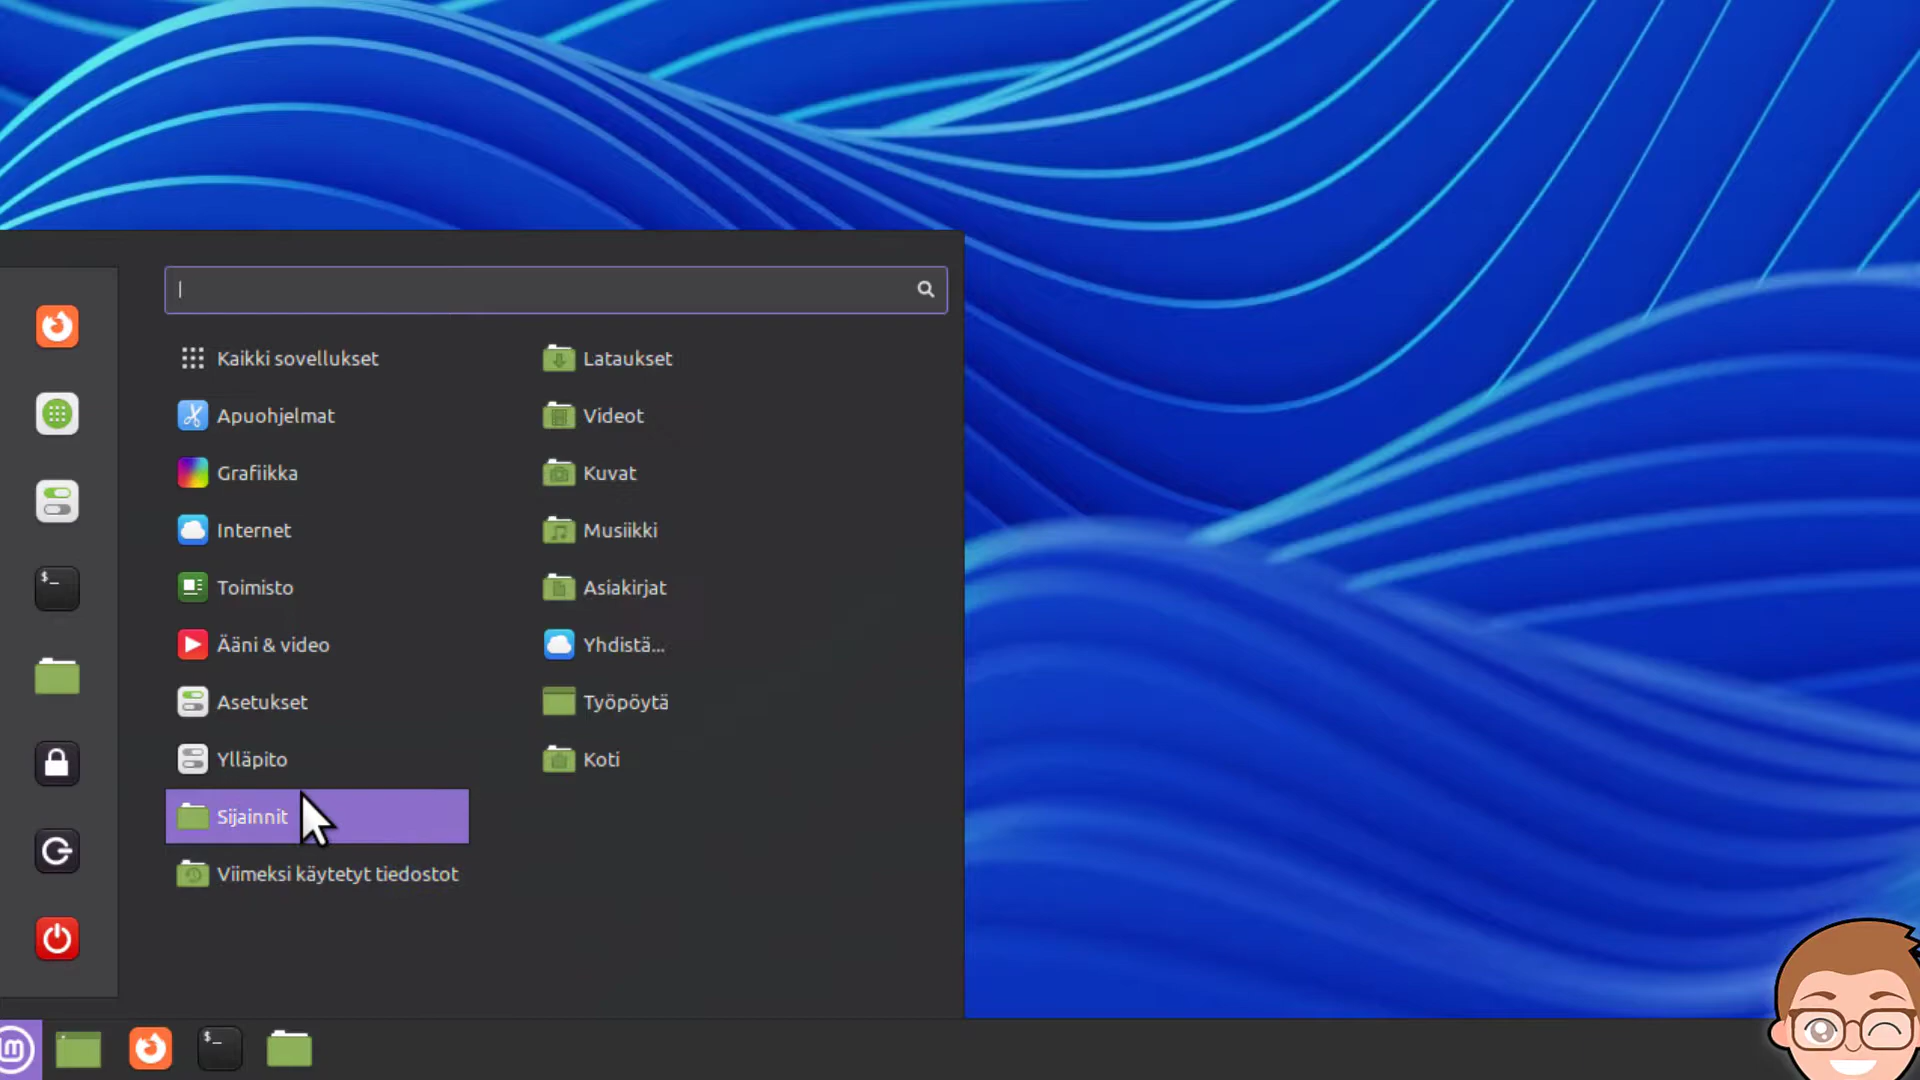 Kaikki sovellukset
Apuohjelmat
Grafiikka
Internet
Toimisto
Ääni & video
Asetukset
Ylläpito
Sijainnit
Viimeksi käytetyt tiedostot
Lataukset
Videot
Kuvat
Musiikki
Asiakirjat
Yhdistä...
Työpöytä
Koti
$_
$_